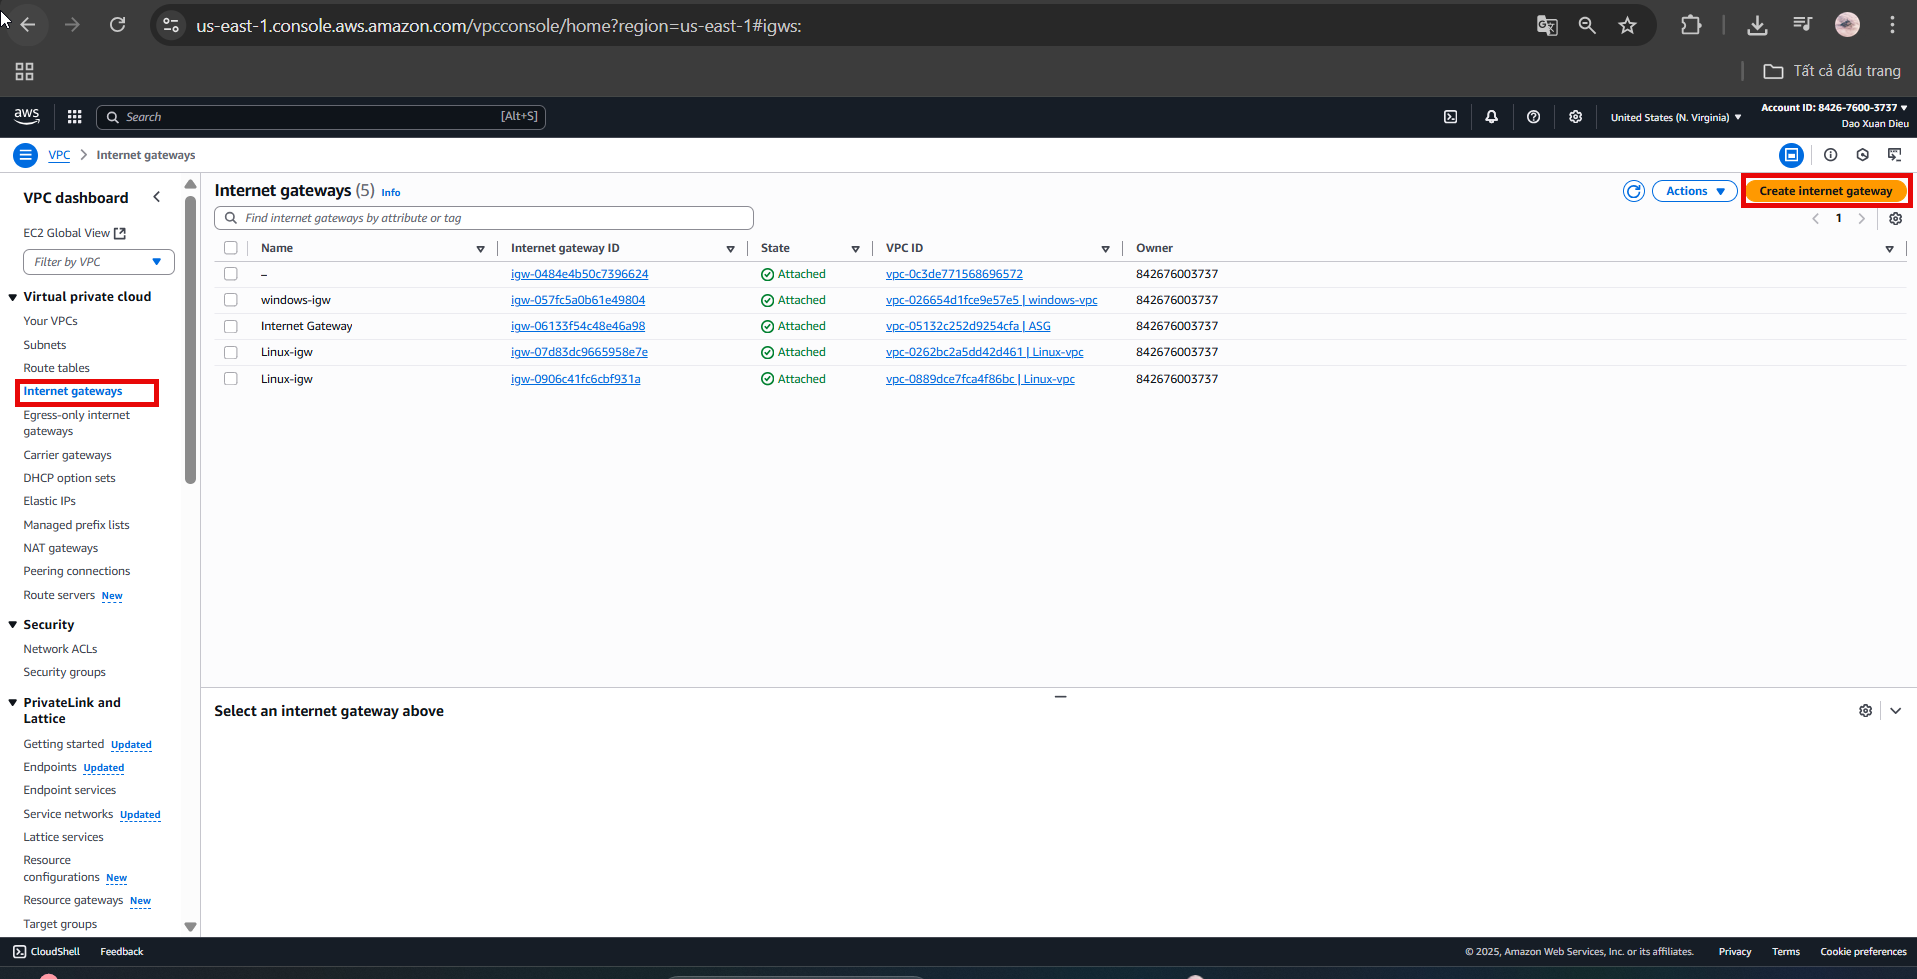 us-east-1.console.aws.amazon.com/vpcconsole/home?region=us-east-1#igws:
Tất cả dấu trang
aws
Search
[Alt+S]
United States (N. Virginia)
Account ID: 8426-7600-3737
Dao Xuan Dieu
VPC
Internet gateways
VPC dashboard
EC2 Global View
Filter by VPC
Virtual private cloud
Your VPCs
Subnets
Route tables
Internet gateways
Egress-only internet
gateways
Carrier gateways
DHCP option sets
Elastic IPs
Managed prefix lists
NAT gateways
Peering connections
Route servers New
Security
Network ACLs
Security groups
PrivateLink and
Lattice
Getting started Updated
Endpoints Updated
Endpoint services
Service networks Updated
Lattice services
Resource
configurations New
Resource gateways New
Target groups
Internet gateways (5) Info
Actions
Create internet gateway
Find internet gateways by attribute or tag
1
Name Internet gateway ID State VPC ID Owner
– igw-0484e4b50c7396624 Attached vpc-0c3de771568696572 842676003737
windows-igw igw-057fc5a0b61e49804 Attached vpc-026654d1fce9e57e5 | windows-vpc 842676003737
Internet Gateway igw-06133f54c48e46a98 Attached vpc-05132c252d9254cfa | ASG 842676003737
Linux-igw igw-07d83dc9665958e7e Attached vpc-0262bc2a5dd42d461 | Linux-vpc 842676003737
Linux-igw igw-0906c41fc6cbf931a Attached vpc-0889dce7fca4f86bc | Linux-vpc 842676003737
Select an internet gateway above
CloudShell
Feedback
© 2025, Amazon Web Services, Inc. or its affiliates.
Privacy
Terms
Cookie preferences